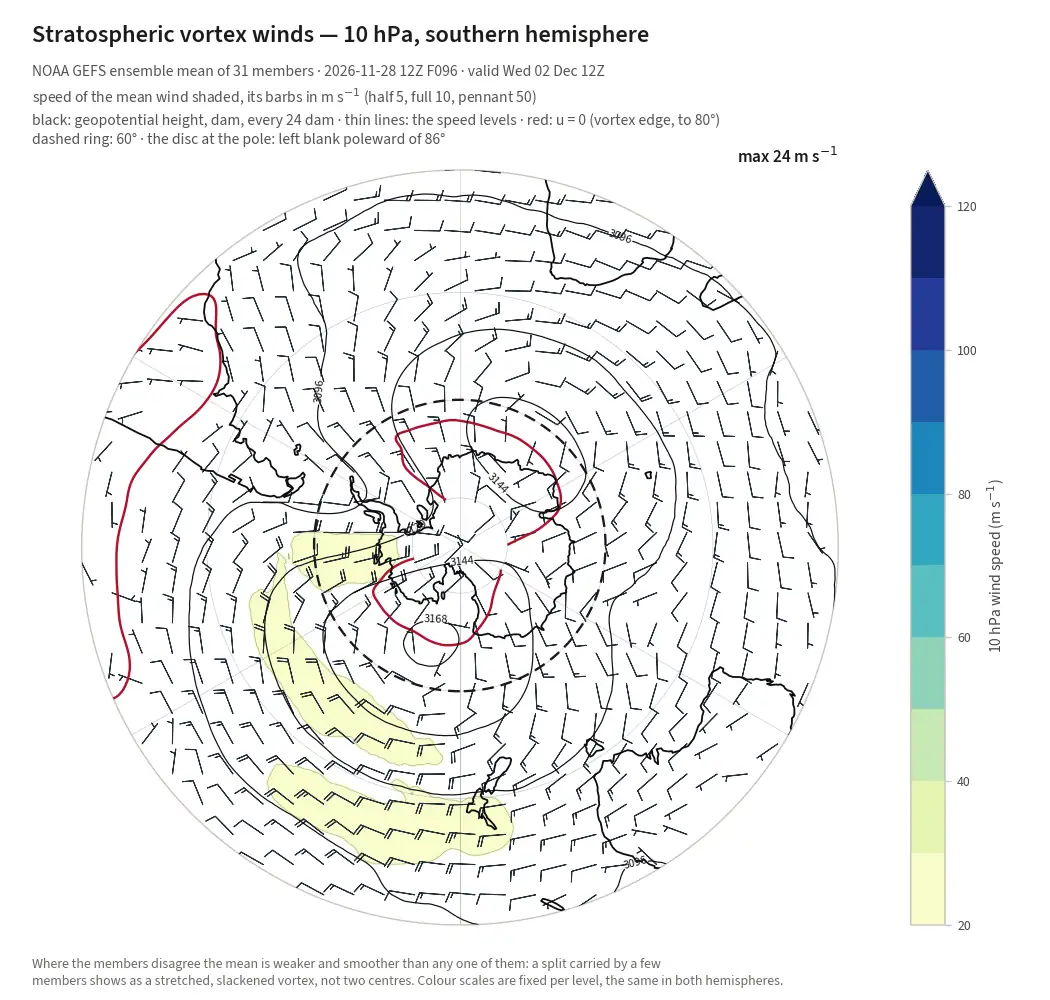 Stratospheric vortex winds — 10 hPa, southern hemisphere
NOAA GEFS ensemble mean of 31 members · 2026-11-28 12Z F096 · valid Wed 02 Dec 12Z
speed of the mean wind shaded, its barbs in m s⁻¹ (half 5, full 10, pennant 50)
black: geopotential height, dam, every 24 dam · thin lines: the speed levels · red: u = 0 (vortex edge, to 80°)
dashed ring: 60° · the disc at the pole: left blank poleward of 86°
max 24 m s⁻¹
120
100
80
60
40
20
10 hPa wind speed (m s⁻¹)
3096
3096
3144
3144
3168
3096
Where the members disagree the mean is weaker and smoother than any one of them: a split carried by a few
members shows as a stretched, slackened vortex, not two centres. Colour scales are fixed per level, the same in both hemispheres.